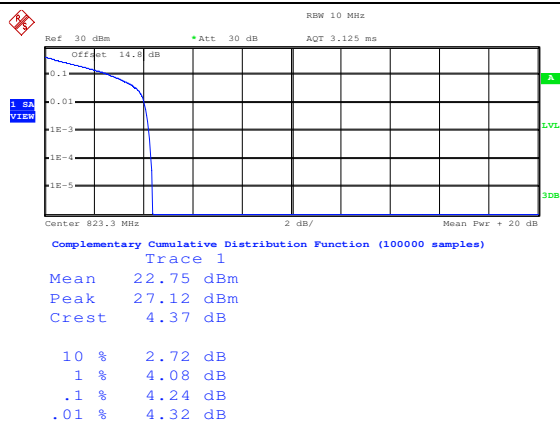 R S
RBW 10 MHz
Ref 30 dBm * Att 30 dB AQT 3.125 ms
Offset 14.8 dB
0.1
A
0.01
1 SA
VIEW
1E-3
LVL
1E-4
1E-5
3DB
Center 823.3 MHz 2 dB/ Mean Pwr + 20 dB
Complementary Cumulative Distribution Function (100000 samples)
Trace 1
Mean 22.75 dBm
Peak 27.12 dBm
Crest 4.37 dB
10 % 2.72 dB
1 % 4.08 dB
.1 % 4.24 dB
.01 % 4.32 dB